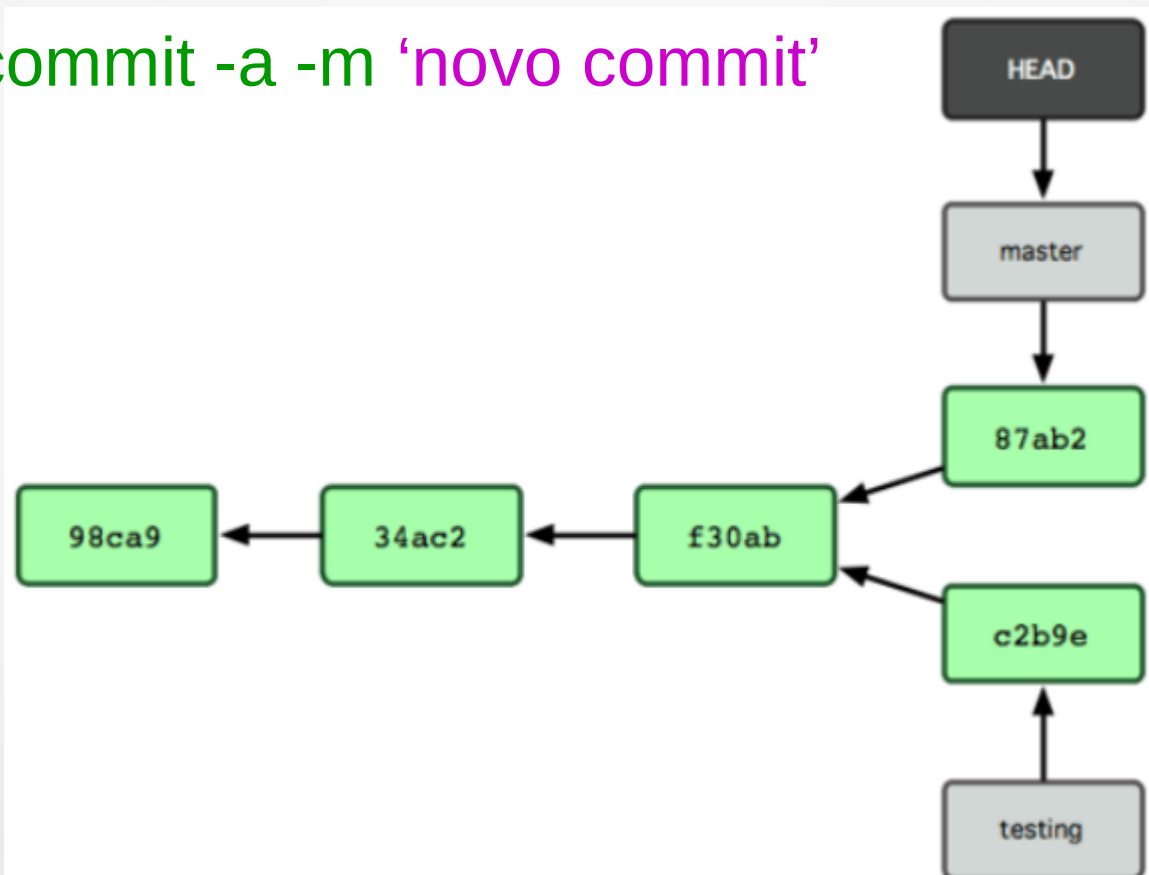 commit -a -m ‘novo commit’
HEAD
master
87ab2
98ca9
34ac2
f30ab
c2b9e
testing